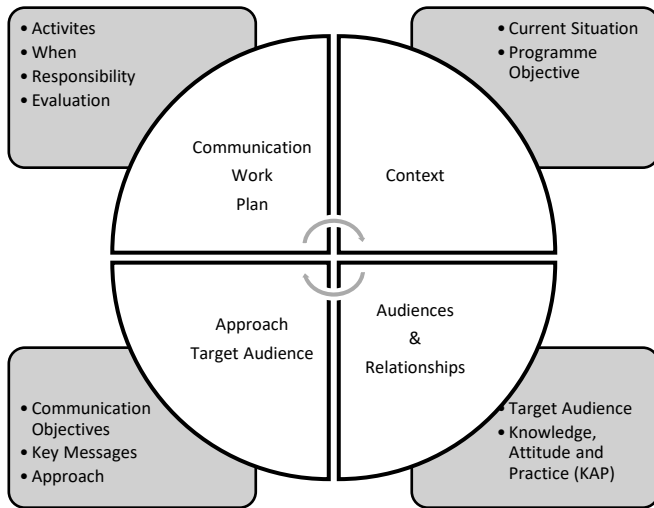 • Activites
• When
• Responsibility
• Evaluation
• Current Situation
• Programme
Objective
Communication
Work
Plan
Context
Approach
Target Audience
Audiences
&
Relationships
• Communication
Objectives
• Key Messages
• Approach
• Target Audience
• Knowledge,
Attitude and
Practice (KAP)